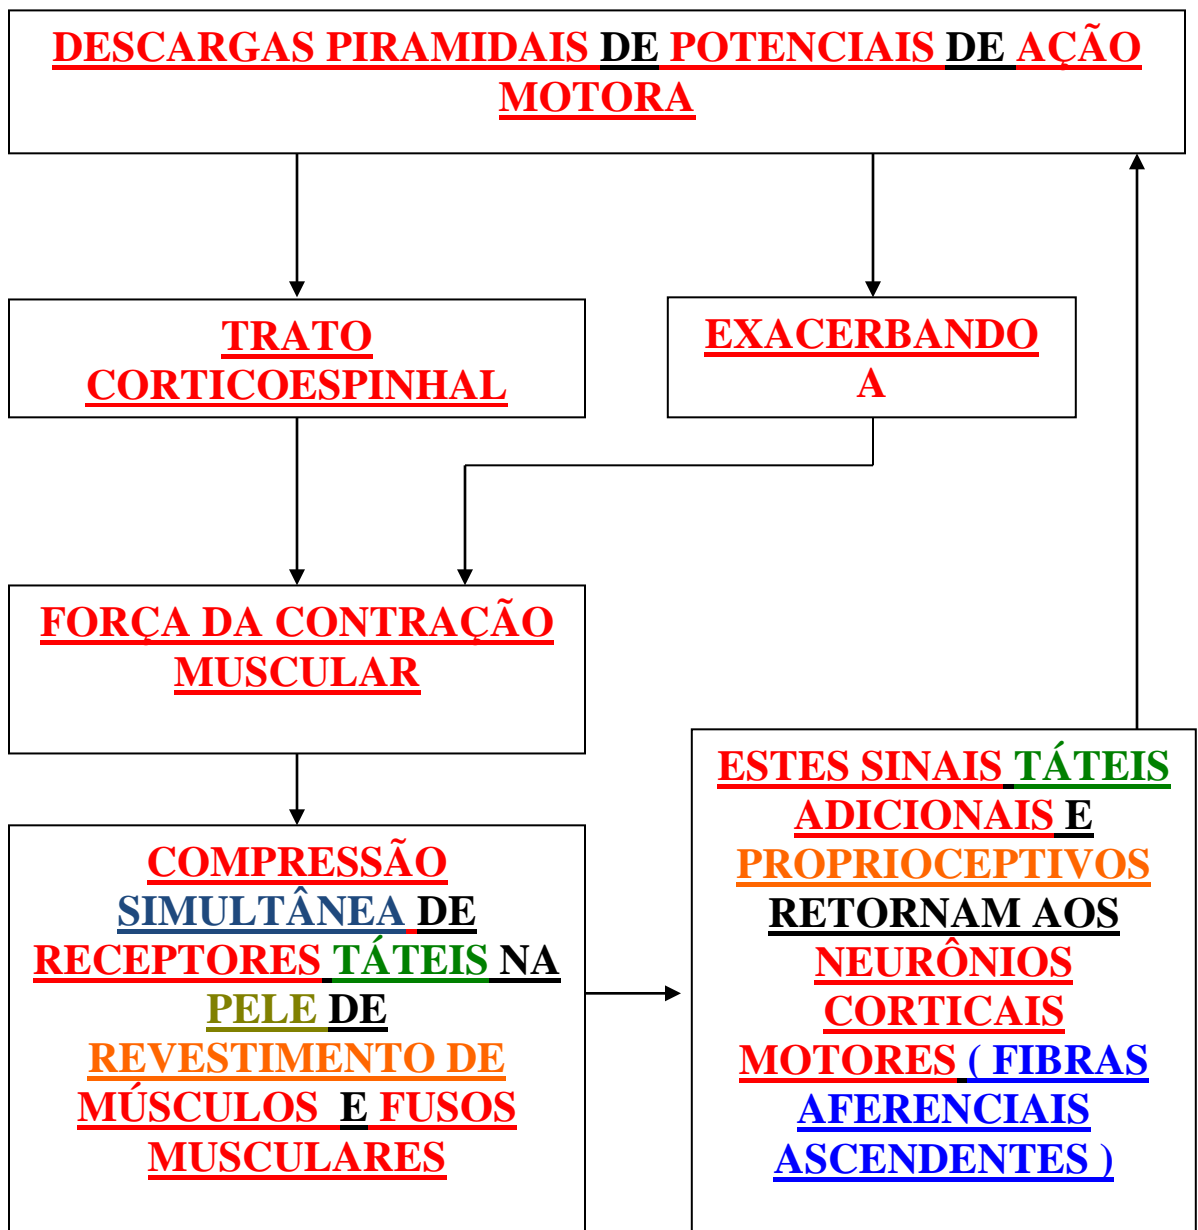 DESCARGAS PIRAMIDAIS DE POTENCIAIS DE AÇÃO
MOTORA
TRATO
CORTICOESPINHAL
EXACERBANDO
A
FORÇA DA CONTRAÇÃO
MUSCULAR
COMPRESSÃO
SIMULTÂNEA DE
RECEPTORES TÁTEIS NA
PELE DE
REVESTIMENTO DE
MÚSCULOS E FUSOS
MUSCULARES
ESTES SINAIS TÁTEIS
ADICIONAIS E
PROPRIOCEPTIVOS
RETORNAM AOS
NEURÔNIOS
CORTICAIS
MOTORES ( FIBRAS
AFERENCIAIS
ASCENDENTES )